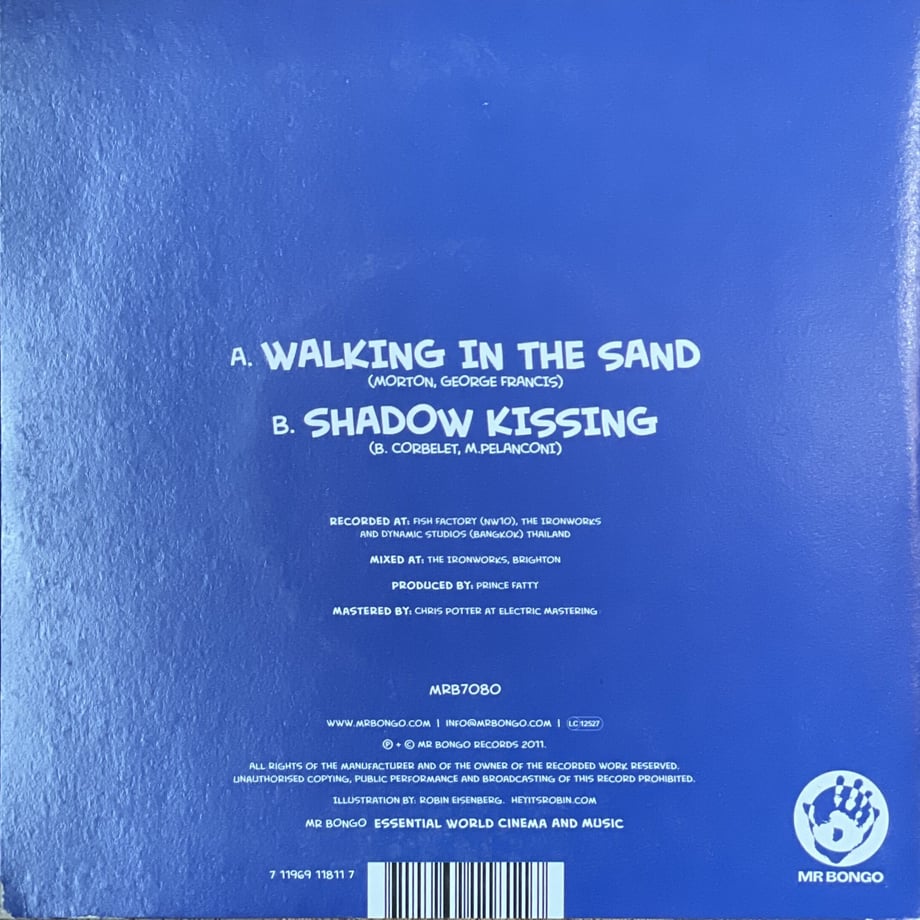 A. WALKING IN THE SAND
(MORTON, GEORGE FRANCIS)
B. SHADOW KISSING
(B. CORBELET, M.PELANCONI)
RECORDED AT: FISH FACTORY (NW10), THE IRONWORKS
AND DYNAMIC STUDIOS (BANGKOK) THAILAND
MIXED AT: THE IRONWORKS, BRIGHTON
PRODUCED BY: PRINCE FATTY
MASTERED BY: CHRIS POTTER AT ELECTRIC MASTERING
MRB7080
WWW.MRBONGO.COM | INFO@MRBONGO.COM | LC 12527
℗ + © MR BONGO RECORDS 2011.
ALL RIGHTS OF THE MANUFACTURER AND OF THE OWNER OF THE RECORDED WORK RESERVED.
UNAUTHORISED COPYING, PUBLIC PERFORMANCE AND BROADCASTING OF THIS RECORD PROHIBITED.
ILLUSTRATION BY: ROBIN EISENBERG. HEYITSROBIN.COM
MR BONGO ESSENTIAL WORLD CINEMA AND MUSIC
7 11969 11811 7
MR BONGO